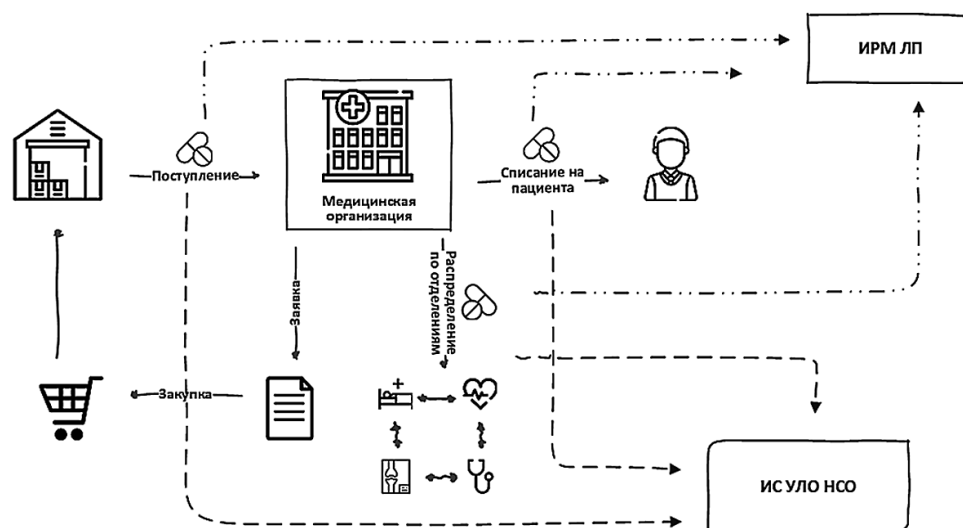 ИРМ ЛП
Поступление
Списание на
пациента
Медицинская
организация
Заявка
Распределение
по отделениям
Закупка
ИС УЛО НСО